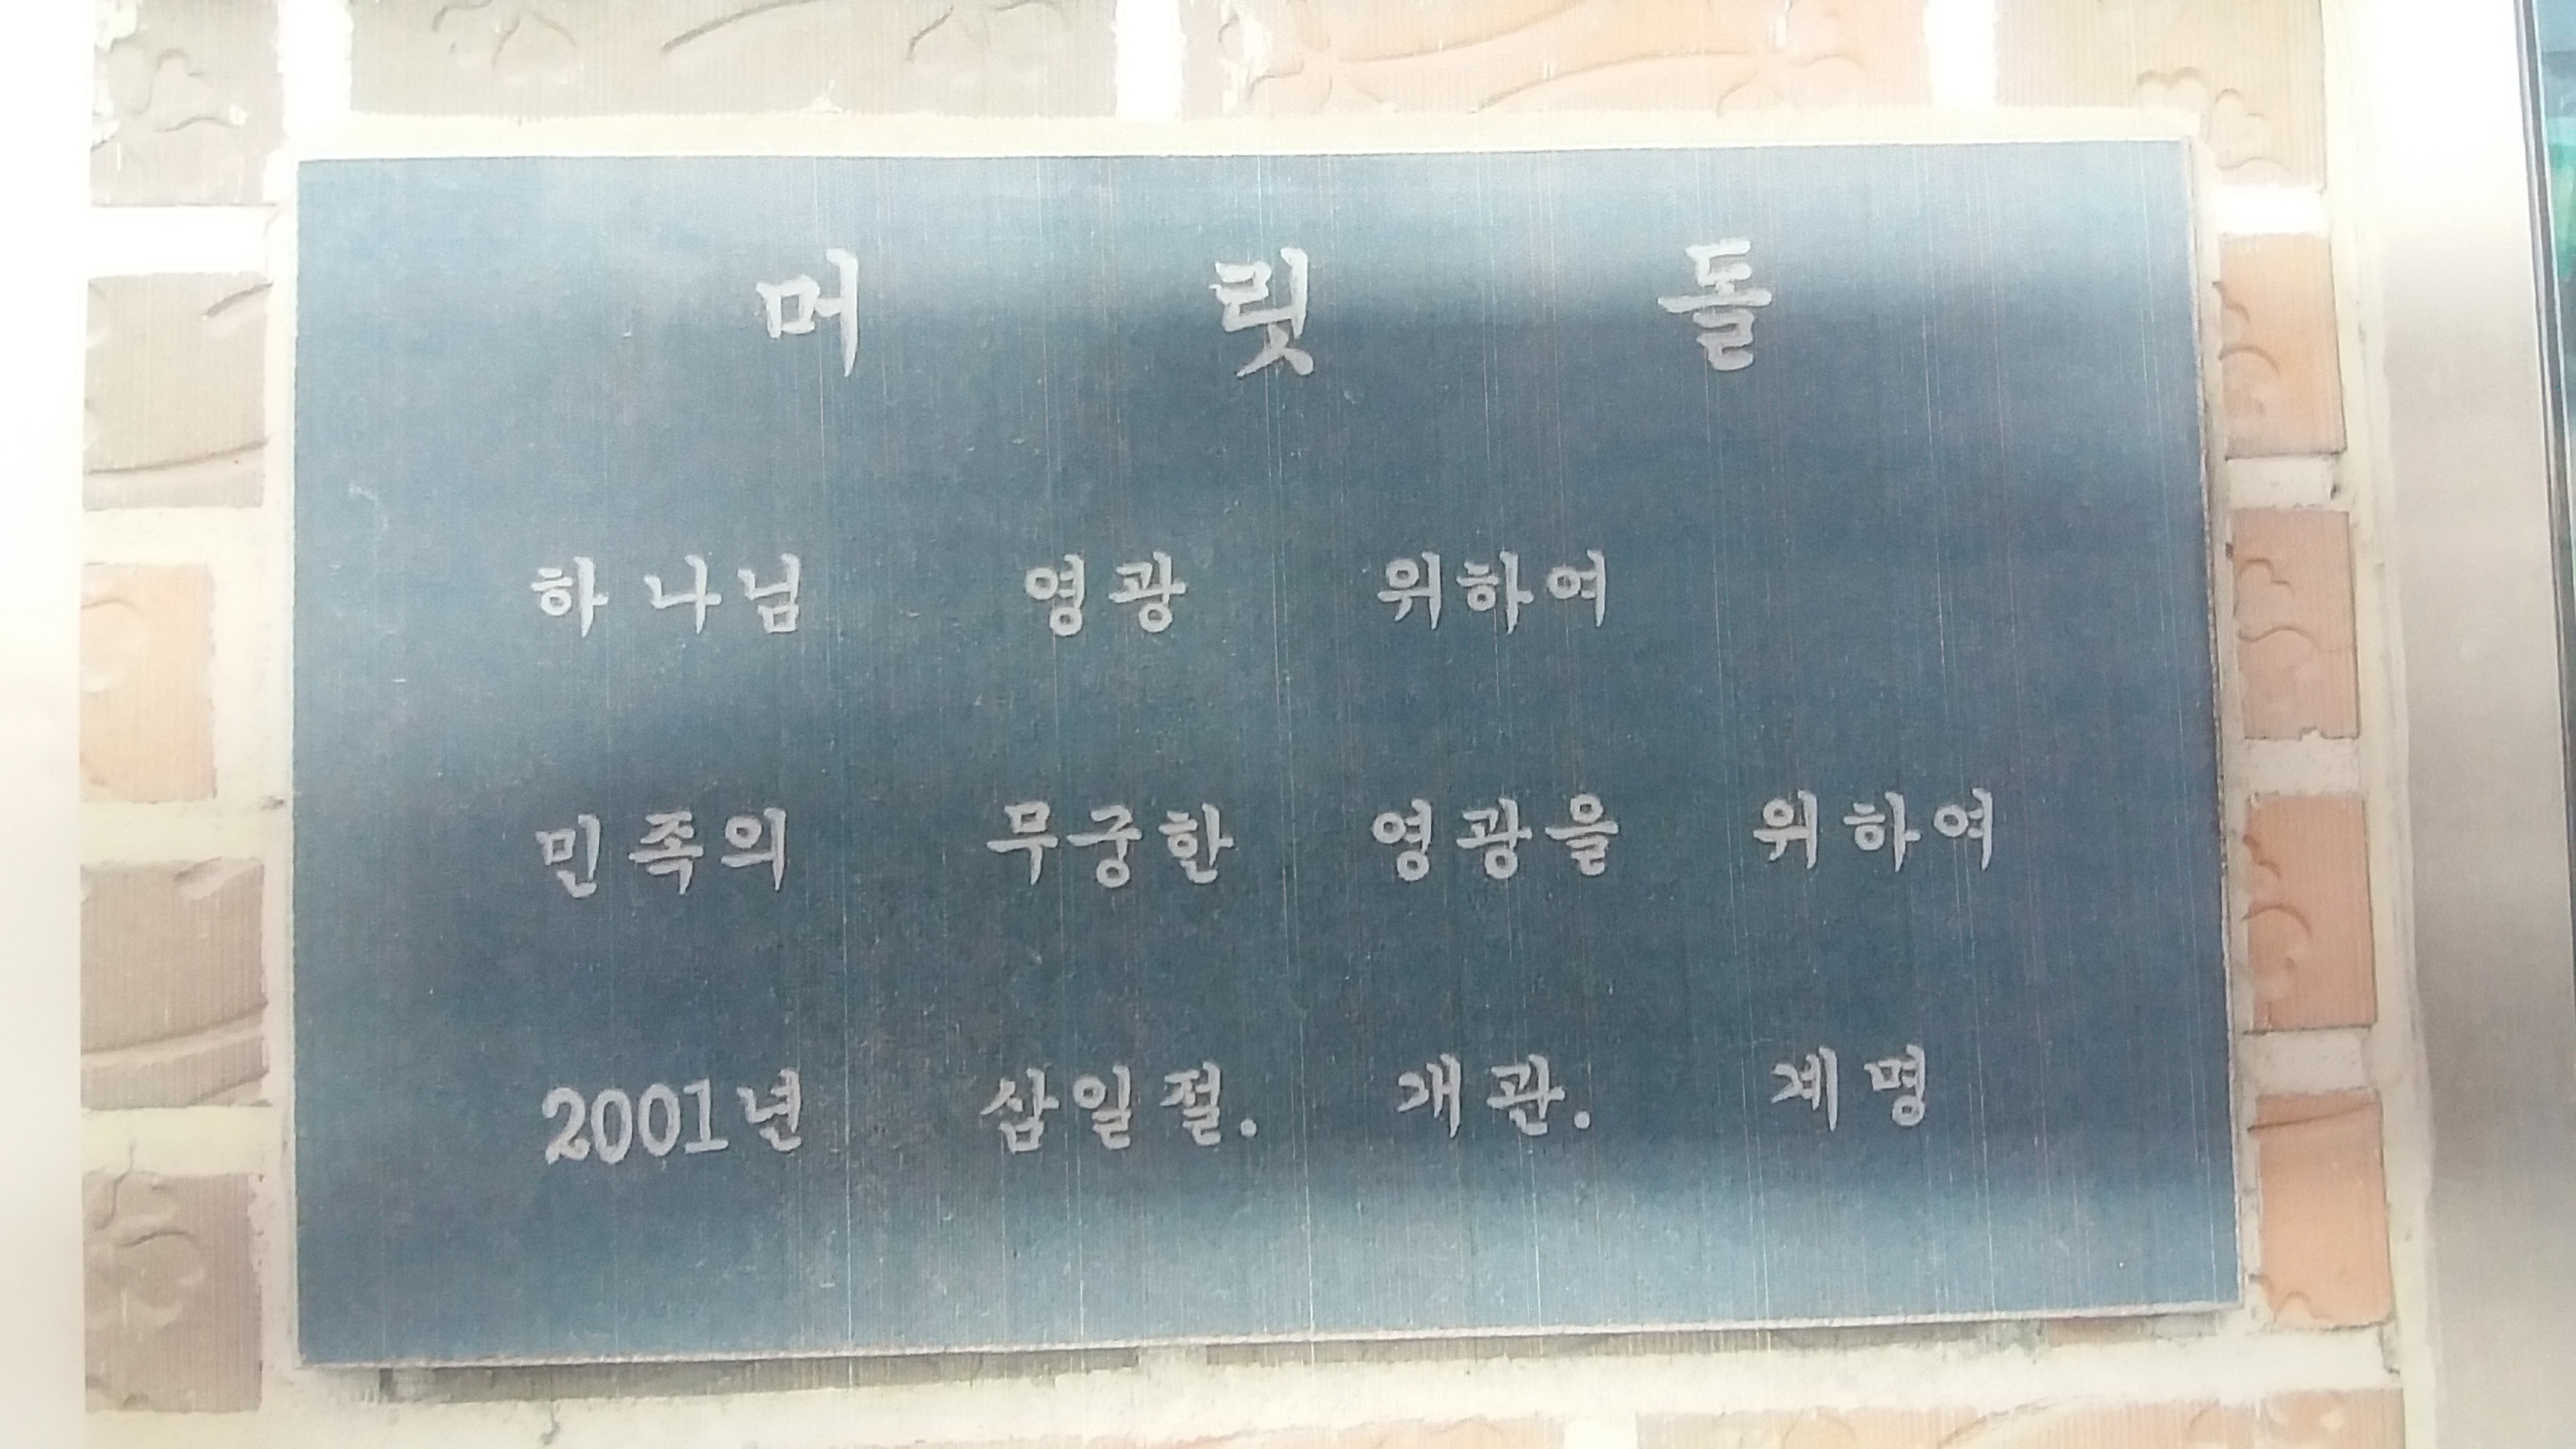 머릿돌
하나님 영광 위하여
민족의 무궁한 영광을 위하여
2001년 삼일절. 개관. 계명